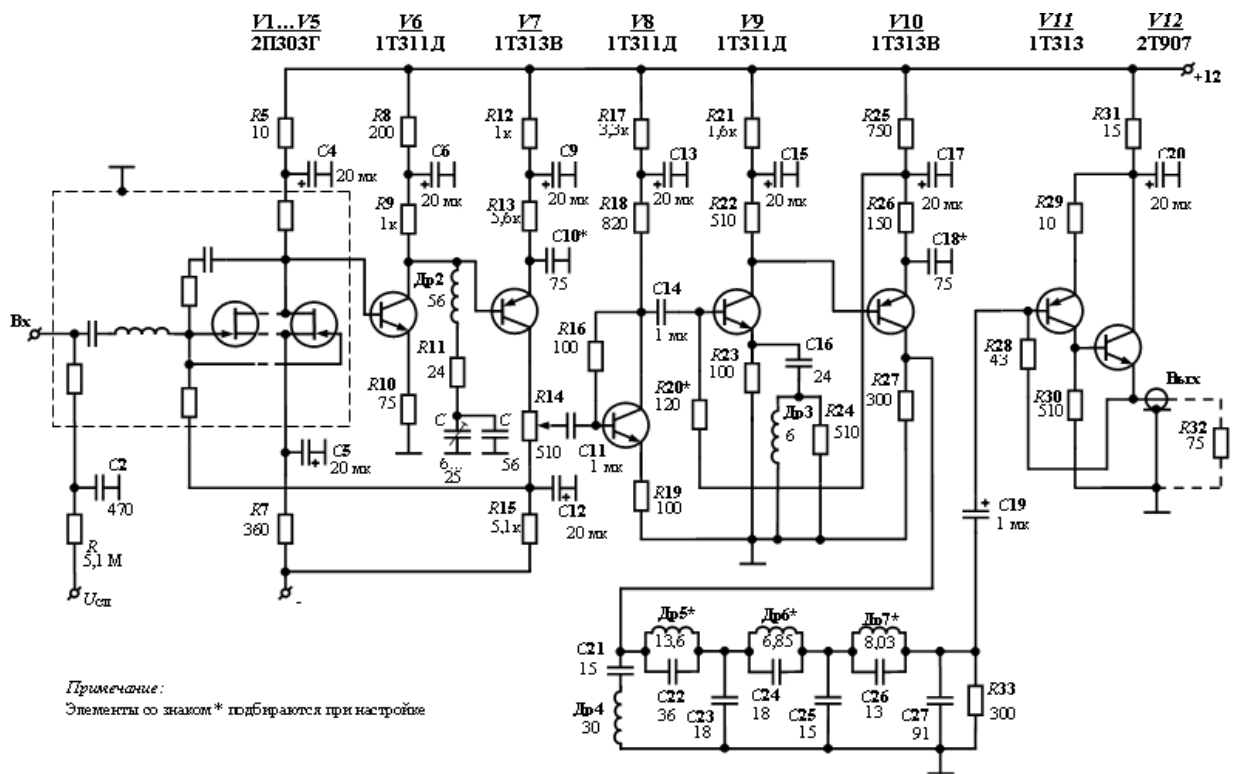 V1...V5 V6 V7 V8 V9 V10 V11 V12
2П303Г 1Т311Д 1Т313В 1Т311Д 1Т311Д 1Т313В 1Т313 2Т907
+12
R5
10
R8
200
R12
1к
R17
3,3к
R21
1,6к
R25
750
R31
15
C4
20 мк
C6
20 мк
C9
20 мк
C13
20 мк
C15
20 мк
C17
20 мк
C20
20 мк
R9
1к
R13
5,6к
R18
820
R22
510
R26
150
R29
10
C10*
75
C18*
75
Вх
Др2
56
C14
1 мк
R16
100
R11
24
R10
75
R14
510
C
6...
25
C
56
C11
1 мк
R20*
120
R23
100
C16
24
Др3
6
R24
510
R27
300
R28
43
R30
510
Вых
R32
75
C5
20 мк
C2
470
R
5,1 М
Uсп
R7
360
-
R15
5,1к
C12
20 мк
R19
100
C19
1 мк
Др5*
13,6
Др6*
6,85
Др7*
8,03
C21
15
Др4
30
C22
36
C23
18
C24
18
C25
15
C26
13
C27
91
R33
300
Примечание:
Элементы со знаком * подбираются при настройке